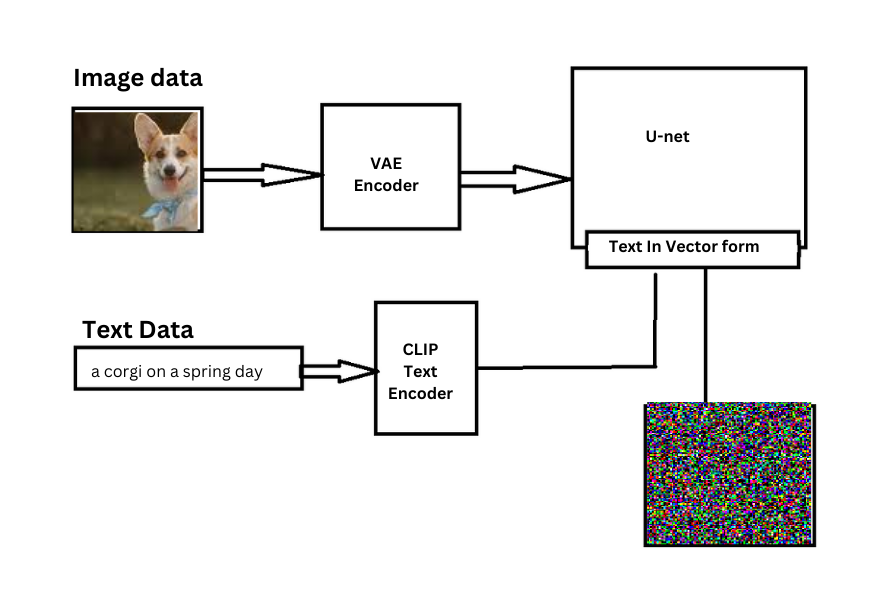 Image data
VAE
Encoder
U-net
Text In Vector form
Text Data
a corgi on a spring day
CLIP
Text
Encoder